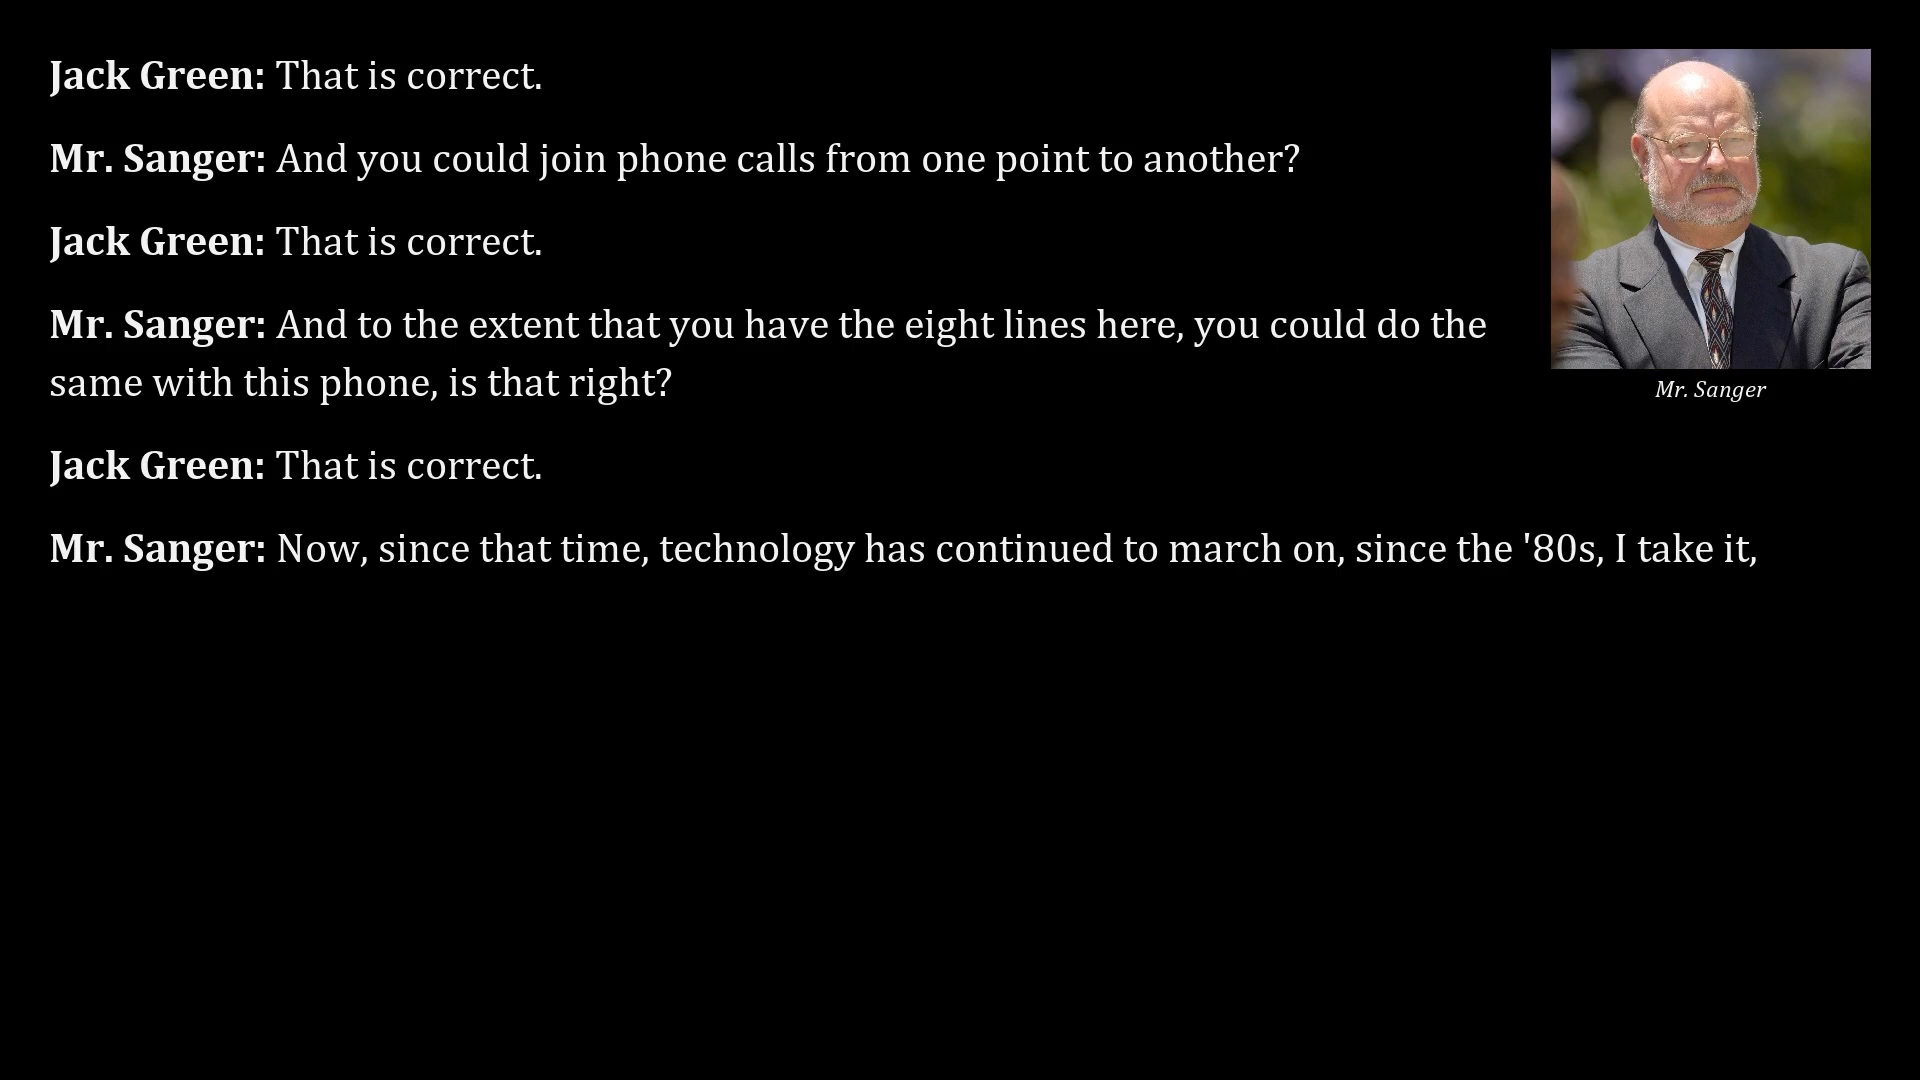 Jack Green: That is correct.
Mr. Sanger: And you could join phone calls from one point to another?
Jack Green: That is correct.
Mr. Sanger: And to the extent that you have the eight lines here, you could do the
same with this phone, is that right?
Mr. Sanger
Jack Green: That is correct.
Mr. Sanger: Now, since that time, technology has continued to march on, since the '80s, I take it,